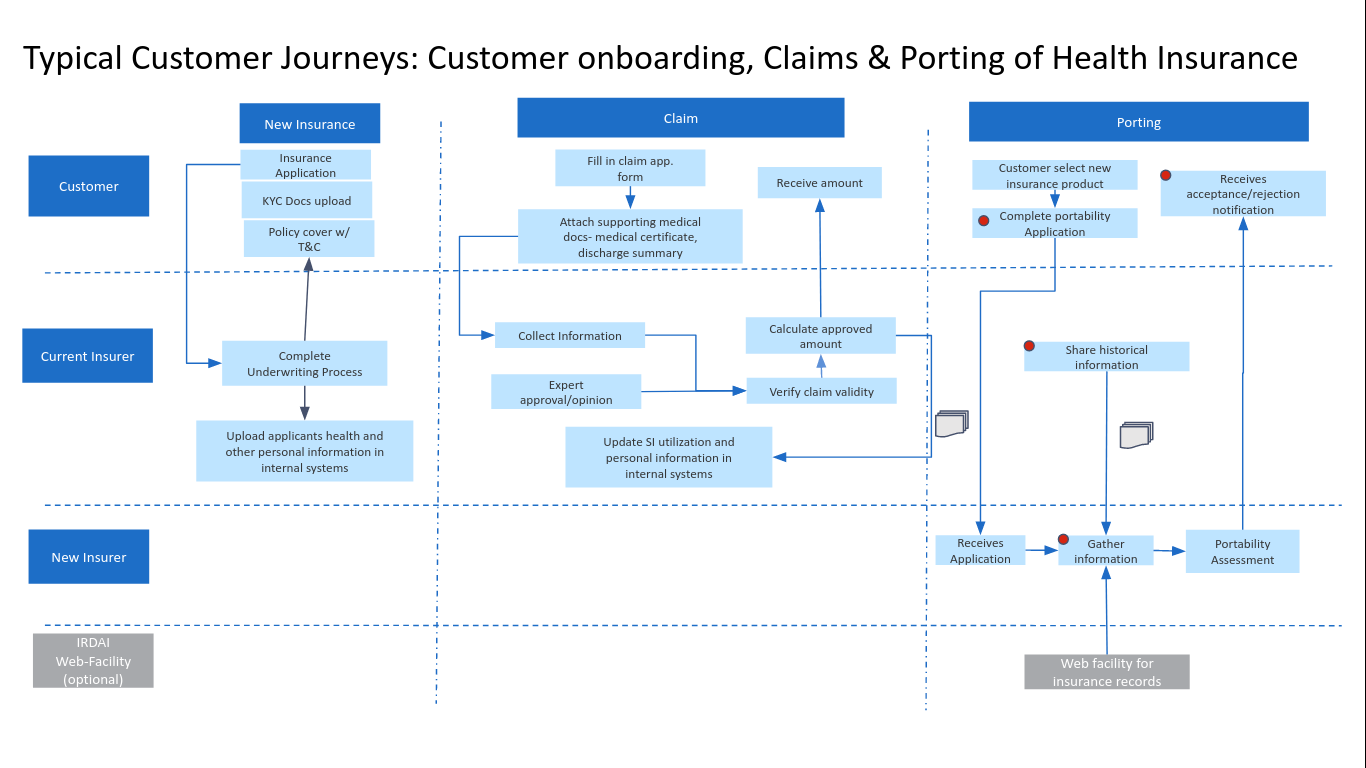 Typical Customer Journeys: Customer onboarding, Claims & Porting of Health Insurance
New Insurance
Claim
Porting
Customer
Insurance
Application
KYC Docs upload
Policy cover w/
T&C
Fill in claim app.
form
Attach supporting medical
docs- medical certificate,
discharge summary
Receive amount
Customer select new
insurance product
Complete portability
Application
Receives
acceptance/rejection
notification
Current Insurer
Complete
Underwriting Process
Upload applicants health and
other personal information in
internal systems
Collect Information
Expert
approval/opinion
Calculate approved
amount
Verify claim validity
Update SI utilization and
personal information in
internal systems
Share historical
information
New Insurer
Receives
Application
Gather
information
Portability
Assessment
IRDAI
Web-Facility
(optional)
Web facility for
insurance records